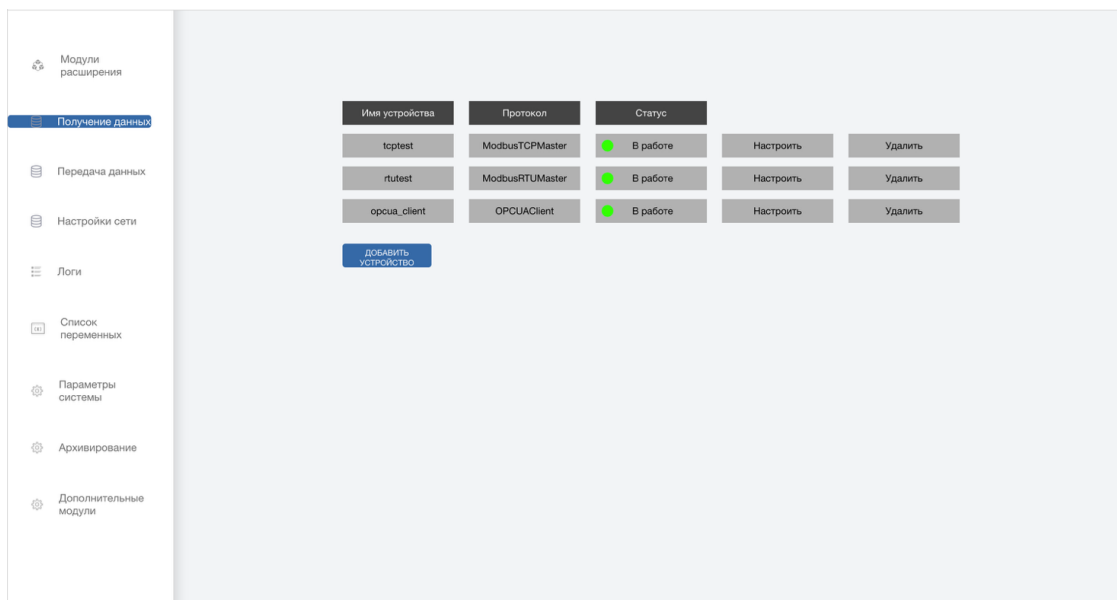 Модули
расширения
Получение данных
Передача данных
Настройки сети
Логи
Список
переменных
Параметры
системы
Архивирование
Дополнительные
модули
Имя устройства Протокол Статус
tcptest ModbusTCPMaster В работе Настроить Удалить
rtutest ModbusRTUMaster В работе Настроить Удалить
opcua_client OPCUAClient В работе Настроить Удалить
ДОБАВИТЬ
УСТРОЙСТВО